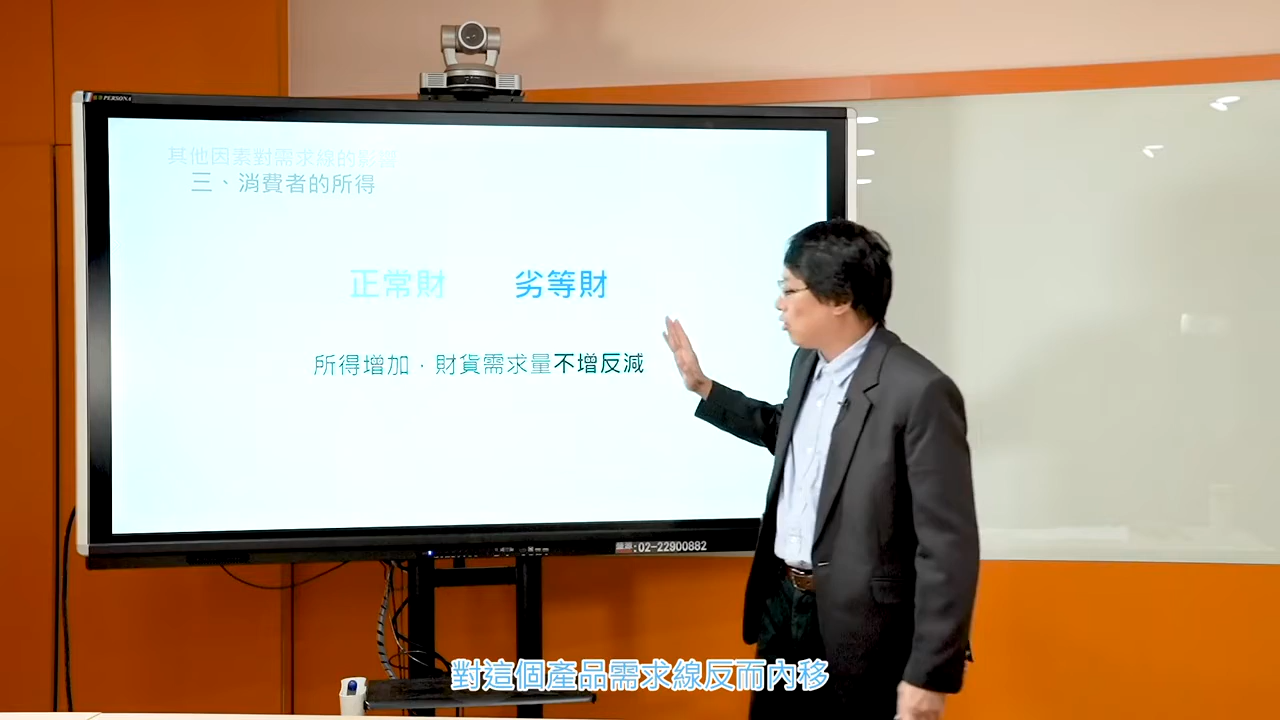 PERSONA
其他因素對需求線的影響
三、消費者的所得
正常財 劣等財
所得增加，財貨需求量不增反減
:02-22900882
對這個產品需求線反而內移